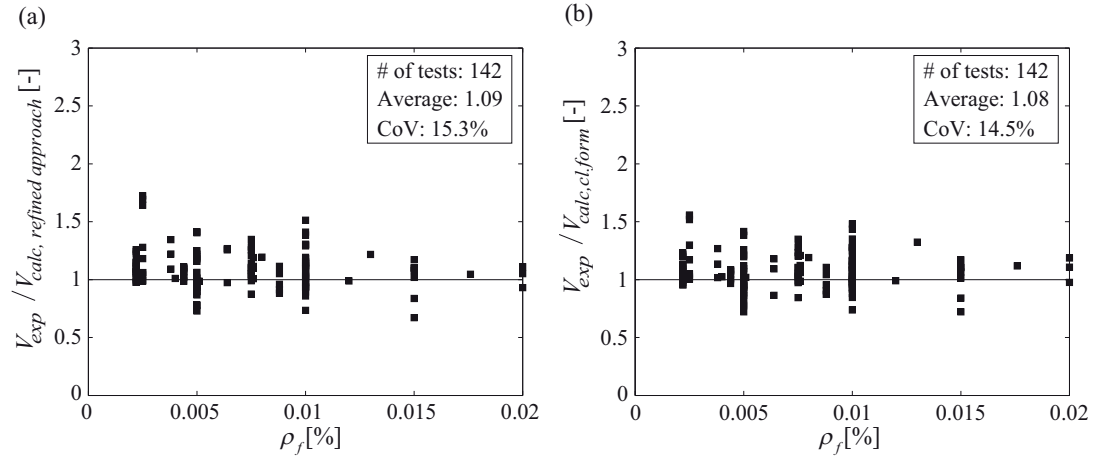 (a)
3
2.5
2
1.5
1
0.5
0
V_exp / V_calc, refined approach [-]
# of tests: 142
Average: 1.09
CoV: 15.3%
0 0.005 0.01 0.015 0.02
ρ_f [%]
(b)
3
2.5
2
1.5
1
0.5
0
V_exp / V_calc,cl.form [-]
# of tests: 142
Average: 1.08
CoV: 14.5%
0 0.005 0.01 0.015 0.02
ρ_f [%]